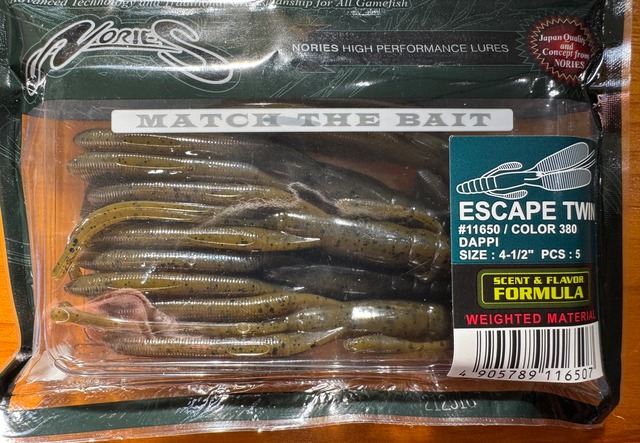 Advanced Technology and Traditional Craftsmanship for All Gamefish
NORIES
NORIES HIGH PERFORMANCE LURES
Japan Quality
and
Concept from
NORIES
MATCH THE BAIT
ESCAPE TWIN
#11650 / COLOR 380
DAPPI
SIZE : 4-1/2" PCS : 5
SCENT & FLAVOR
FORMULA
WEIGHTED MATERIAL
4 905789 116507